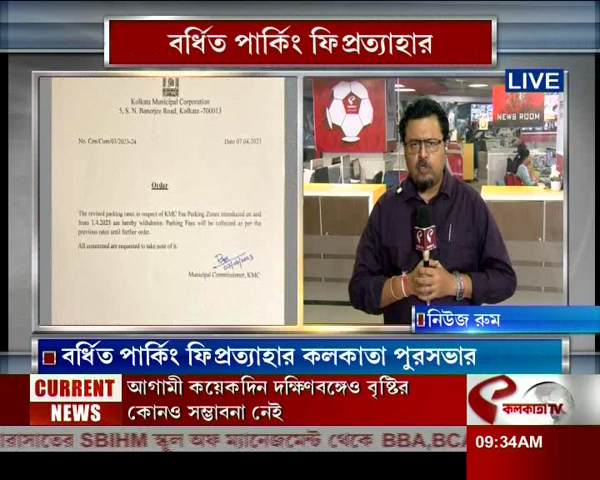 বর্ধিত পার্কিং ফি প্রত্যাহার
LIVE
Kolkata Municipal Corporation
5, S. N. Banerjee Road, Kolkata -700013
No. Com/Com/03/2023-24 Date 07.04.2023
Order
The revised parking rates in respect of KMC Fee Parking Zones introduced on and
from 1.4.2023 are hereby withdrawn. Parking Fees will be collected as per the
previous rates until further order.
All concerned are requested to take note of it.
Municipal Commissioner, KMC
NEWS ROOM
নিউজ রুম
বর্ধিত পার্কিং ফি প্রত্যাহার কলকাতা পুরসভার
CURRENT
NEWS
আগামী কয়েকদিন দক্ষিণবঙ্গেও বৃষ্টির
কোনও সম্ভাবনা নেই
কলকাতা TV
বারাসাতের SBIHM স্কুল অফ ম্যানেজমেন্ট থেকে BBA,BCA
09:34AM